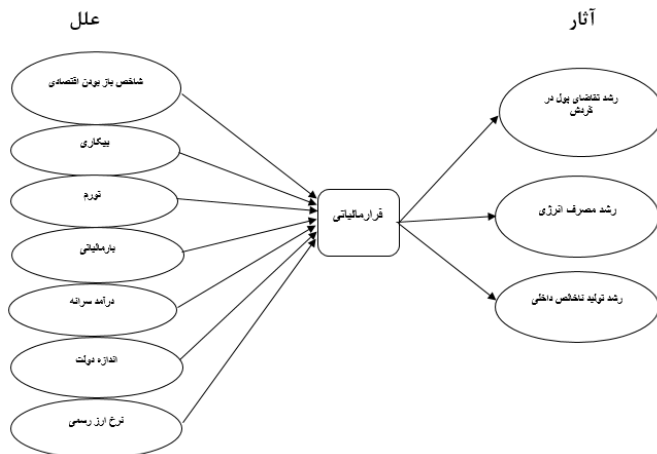 علل
آثار
شاخص باز بودن اقتصادی
بیکاری
تورم
بارمالیاتی
درآمد سرانه
اندازه دولت
نرخ ارز رسمی
فرارمالیاتی
رشد تقاضای پول در
گردش
رشد مصرف انرژی
رشد تولید ناخالص داخلی